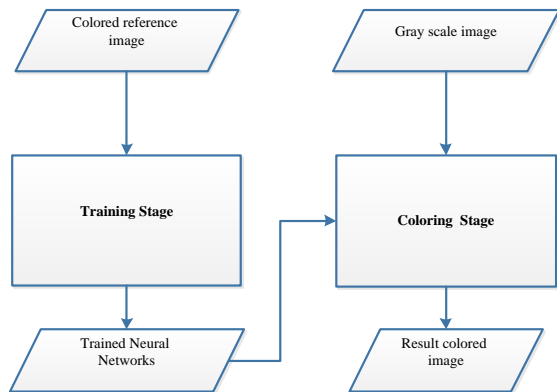 Colored reference
image
Gray scale image
Training Stage
Coloring Stage
Trained Neural
Networks
Result colored
image